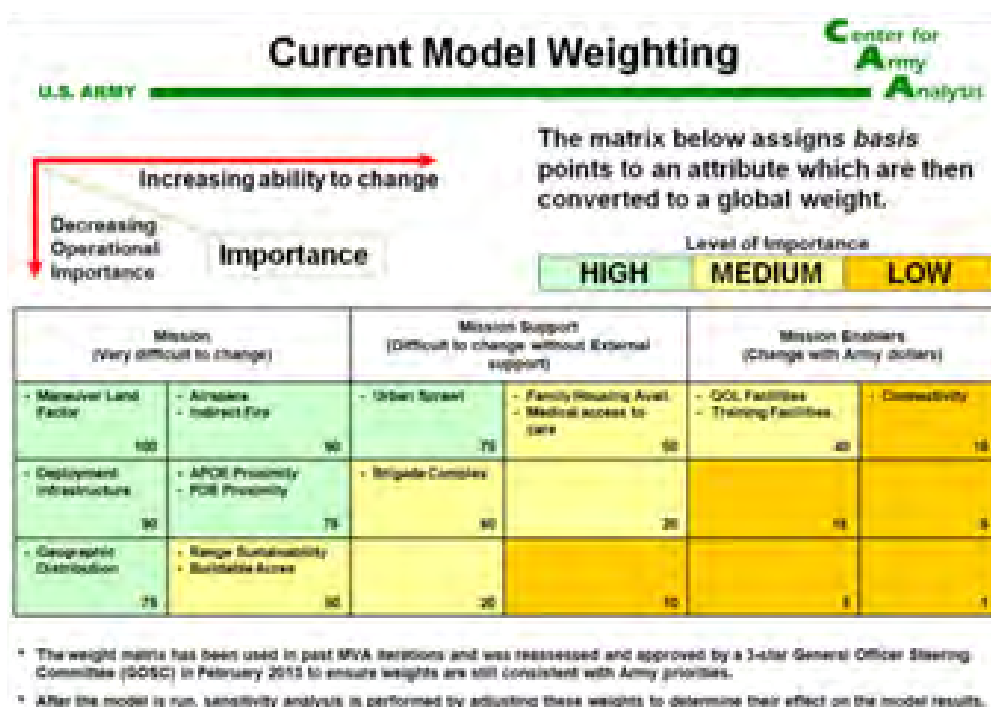 Current Model Weighting
Center for
Army
Analysis
U.S. ARMY
The matrix below assigns basis
points to an attribute which are then
converted to a global weight.
Increasing ability to change
Decreasing
Operational
Importance
Importance
Level of Importance
HIGH MEDIUM LOW
Mission
(Very difficult to change)
Mission Support
(Difficult to change without External
support)
Mission Enablers
(Change with Army dollars)
- Maneuver Land
Factor
100
- Airspace
- Indirect Fire
90
- Urban Sprawl
75
- Family Housing Avail.
- Medical access to
care
50
- QOL Facilities
- Training Facilities
40
- Connectivity
- Deployment
Infrastructure
90
- APOE Proximity
- POE Proximity
75
- Brigade Complex
20
- Geographic
Distribution
75
- Range Sustainability
- Buildable Acres
50
20
10
* The weight matrix has been used in past MVA iterations and was reassessed and approved by a 3-star General Officer Steering
Committee (GOSC) in February 2013 to ensure weights are still consistent with Army priorities.
* After the model is run, sensitivity analysis is performed by adjusting these weights to determine their effect on the model results.